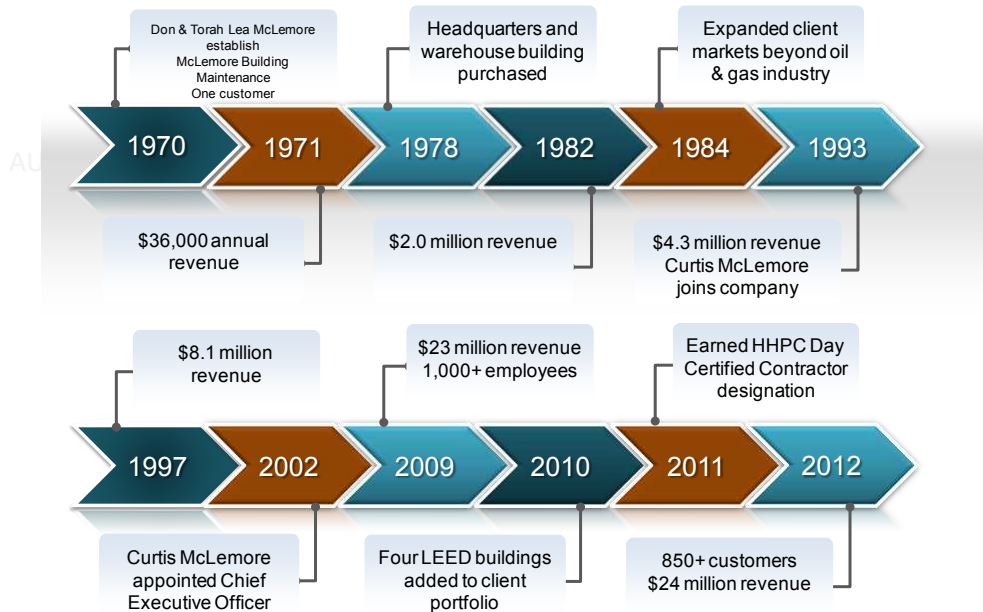 Don & Torah Lea McLemore
establish
McLemore Building
Maintenance
One customer
Headquarters and
warehouse building
purchased
Expanded client
markets beyond oil
& gas industry
1970
1971
1978
1982
1984
1993
AU
$36,000 annual
revenue
$2.0 million revenue
$4.3 million revenue
Curtis McLemore
joins company
$8.1 million
revenue
$23 million revenue
1,000+ employees
Earned HHPC Day
Certified Contractor
designation
1997
2002
2009
2010
2011
2012
Curtis McLemore
appointed Chief
Executive Officer
Four LEED buildings
added to client
portfolio
850+ customers
$24 million revenue